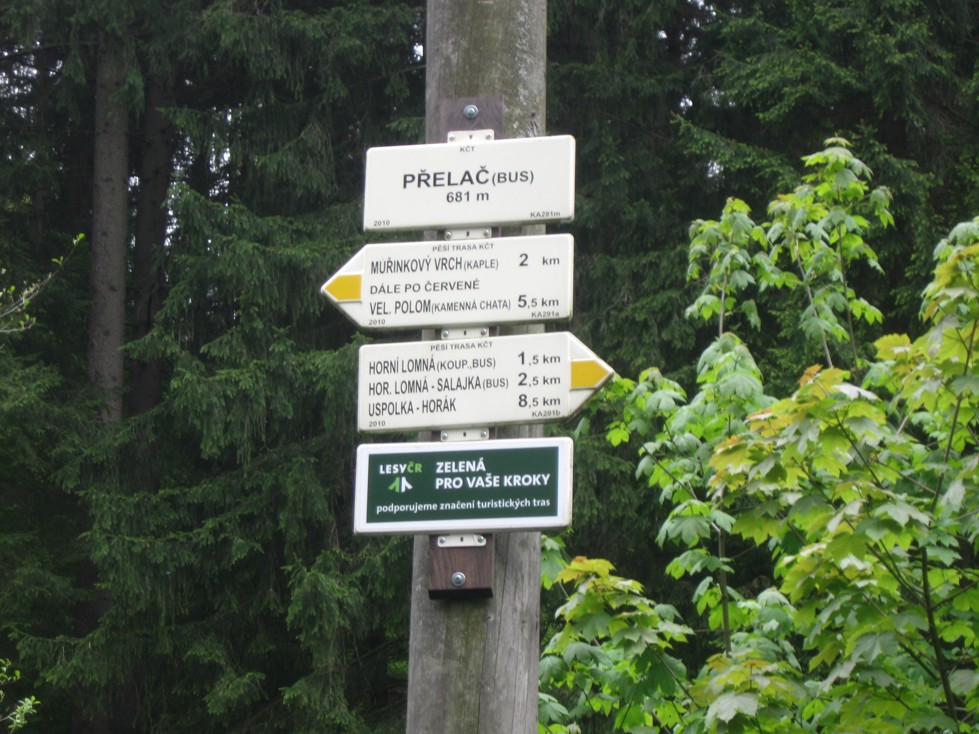 KČT
PŘELAČ(BUS)
681 m
2010 KA291m
PĚŠÍ TRASA KČT
MUŘINKOVÝ VRCH(KAPLE) 2 km
DÁLE PO ČERVENÉ
VEL. POLOM(KAMENNÁ CHATA) 5,5 km
2010 KA291a
PĚŠÍ TRASA KČT
HORNÍ LOMNÁ(KOUP.,BUS) 1,5 km
HOR. LOMNÁ - SALAJKA(BUS) 2,5 km
USPOLKA - HORÁK 8,5 km
2010 KA291b
LESYČR ZELENÁ
PRO VAŠE KROKY
podporujeme značení turistických tras